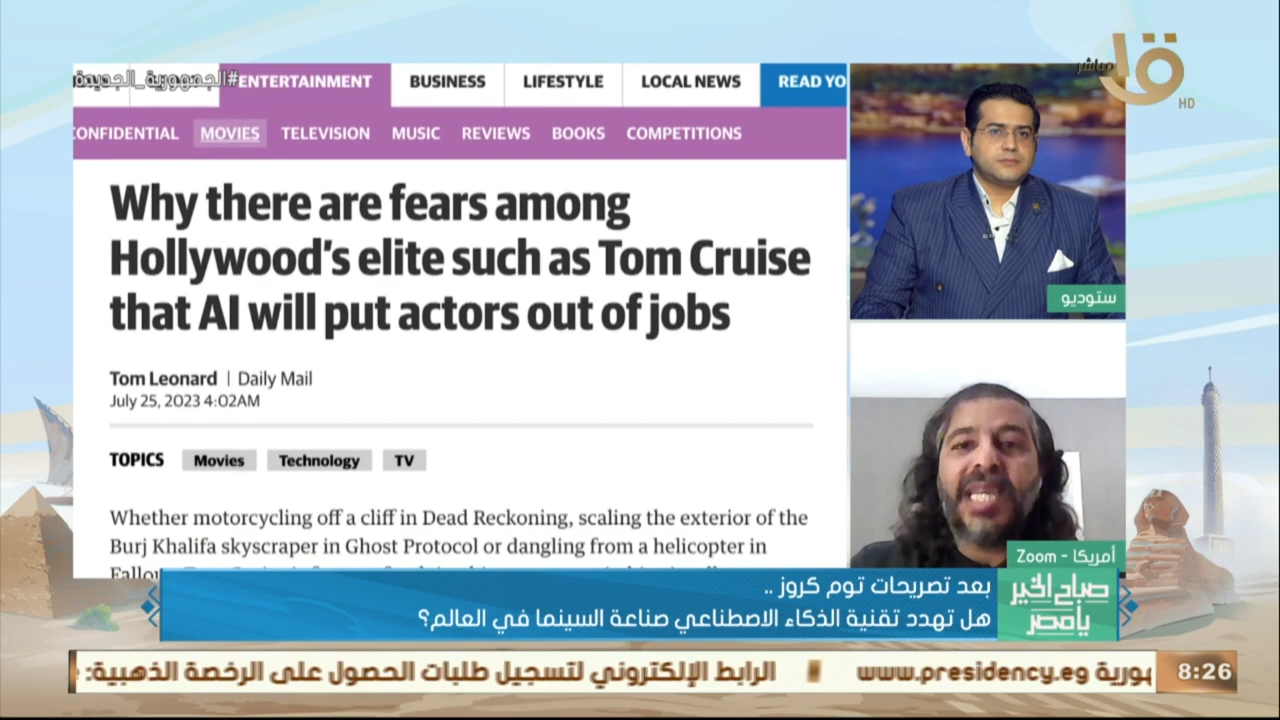 #الجمهورية_الجديدة
ENTERTAINMENT
BUSINESS
LIFESTYLE
LOCAL NEWS
READ YO
ONFIDENTIAL
MOVIES
TELEVISION
MUSIC
REVIEWS
BOOKS
COMPETITIONS
مباشر
HD
Why there are fears among
Hollywood's elite such as Tom Cruise
that AI will put actors out of jobs
Tom Leonard | Daily Mail
July 25, 2023 4:02AM
TOPICS Movies Technology TV
Whether motorcycling off a cliff in Dead Reckoning, scaling the exterior of the
Burj Khalifa skyscraper in Ghost Protocol or dangling from a helicopter in
ستوديو
أمريكا - Zoom
صباح الخير
يا مصر
بعد تصريحات توم كروز ..
هل تهدد تقنية الذكاء الاصطناعي صناعة السينما في العالم؟
هورية www.presidency.eg الرابط الإلكتروني لتسجيل طلبات الحصول على الرخصة الذهبية:
8:26